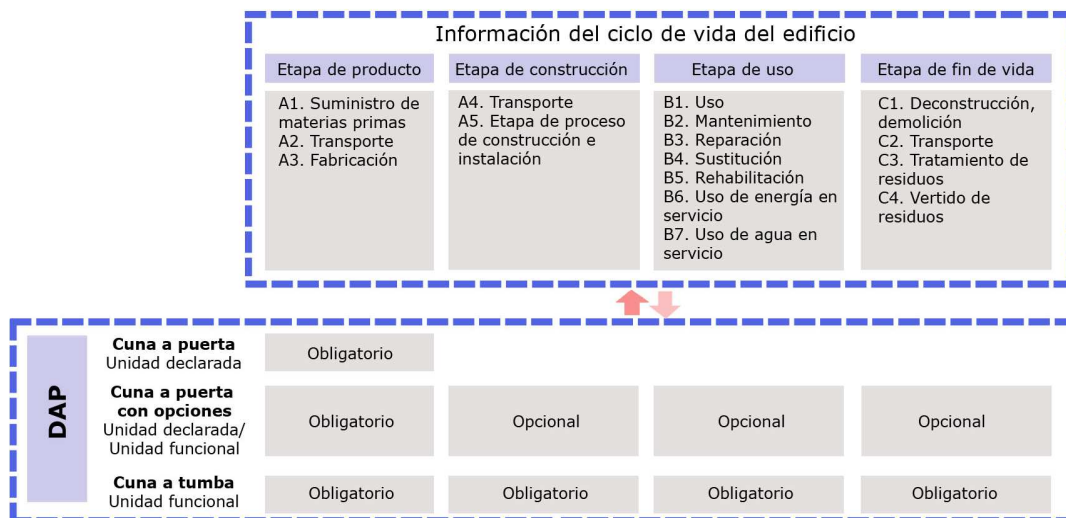 Información del ciclo de vida del edificio
Etapa de producto
A1. Suministro de
materias primas
A2. Transporte
A3. Fabricación
Etapa de construcción
A4. Transporte
A5. Etapa de proceso
de construcción e
instalación
Etapa de uso
B1. Uso
B2. Mantenimiento
B3. Reparación
B4. Sustitución
B5. Rehabilitación
B6. Uso de energía en
servicio
B7. Uso de agua en
servicio
Etapa de fin de vida
C1. Deconstrucción,
demolición
C2. Transporte
C3. Tratamiento de
residuos
C4. Vertido de
residuos
DAP
Cuna a puerta
Unidad declarada
Obligatorio
Cuna a puerta
con opciones
Unidad declarada/
Unidad funcional
Obligatorio
Opcional
Opcional
Opcional
Cuna a tumba
Unidad funcional
Obligatorio
Obligatorio
Obligatorio
Obligatorio